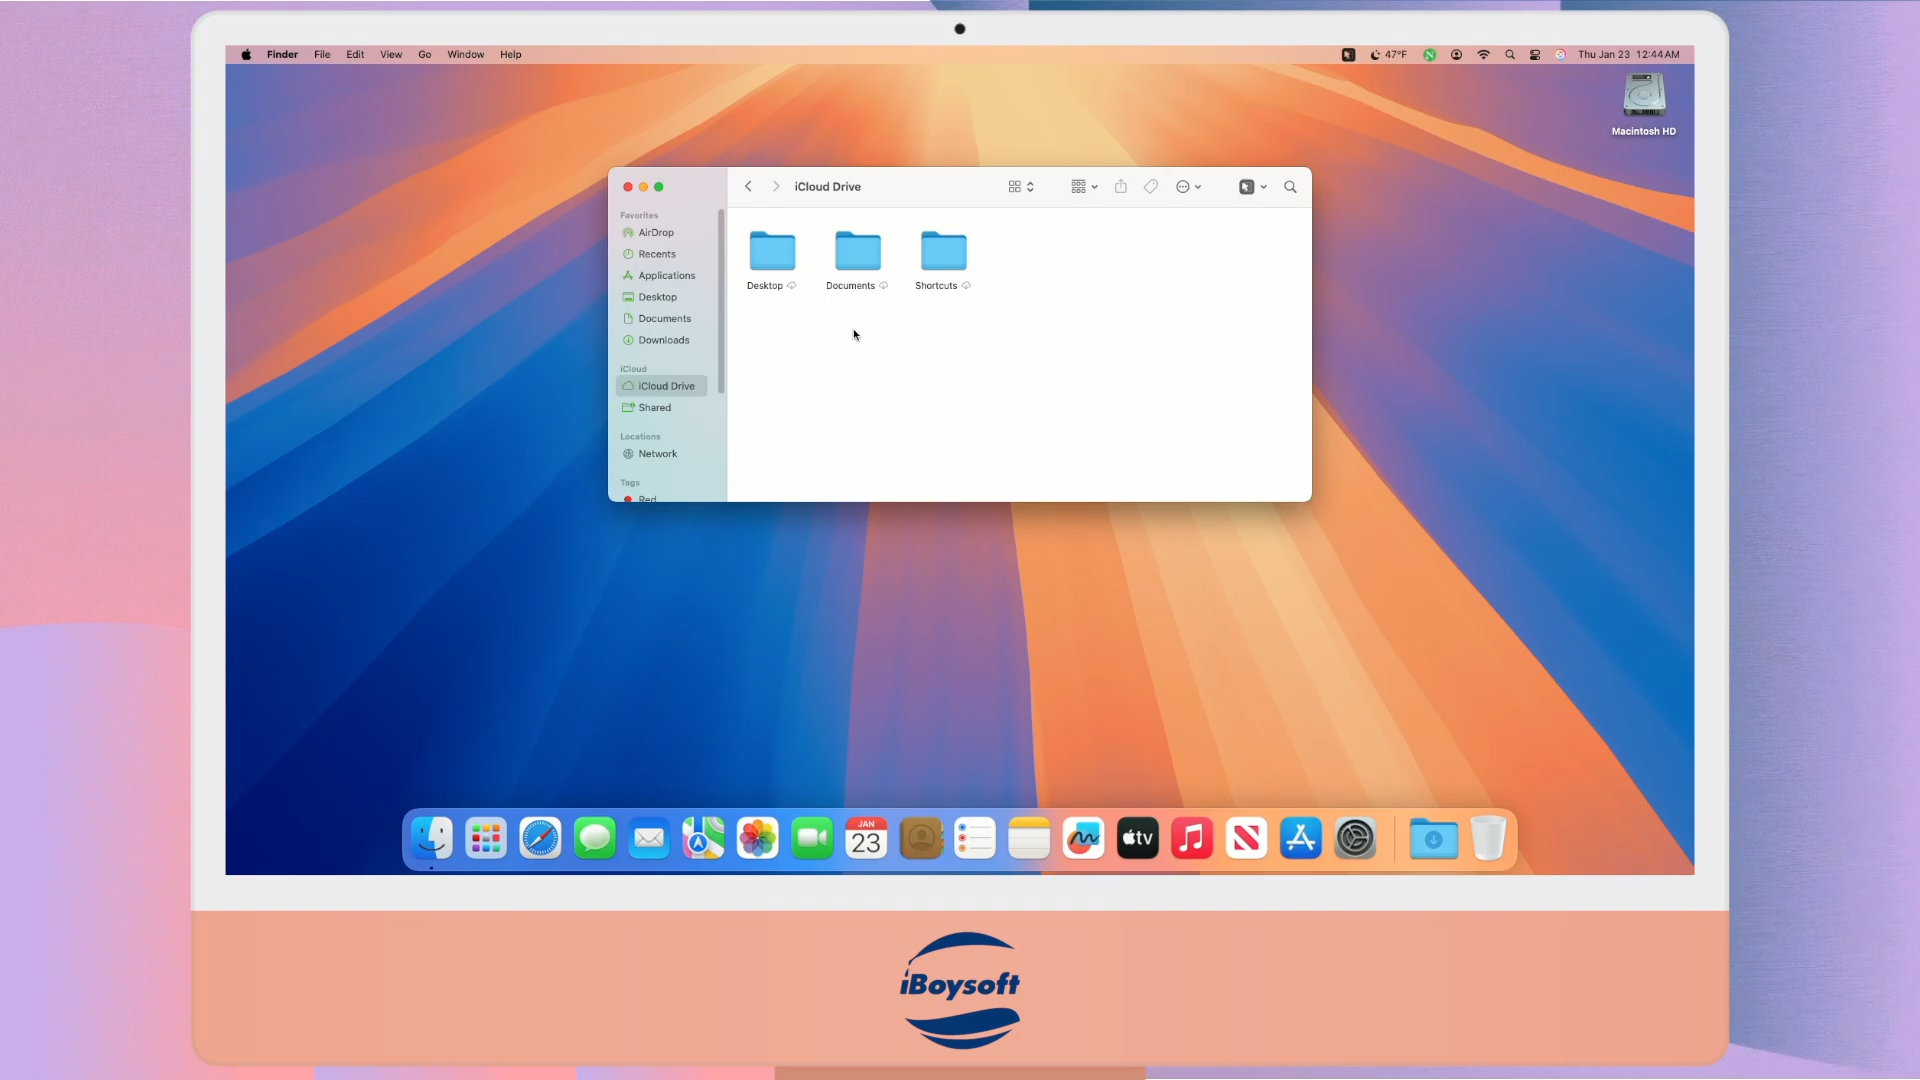 Finder File Edit View Go Window Help 47°F N Thu Jan 23 12:44 AM
Macintosh HD
iCloud Drive
Favorites
AirDrop
Recents
Applications
Desktop
Documents
Downloads
iCloud
iCloud Drive
Shared
Locations
Network
Tags
Red
Desktop
Documents
Shortcuts
JAN
23
tv
iBoysoft